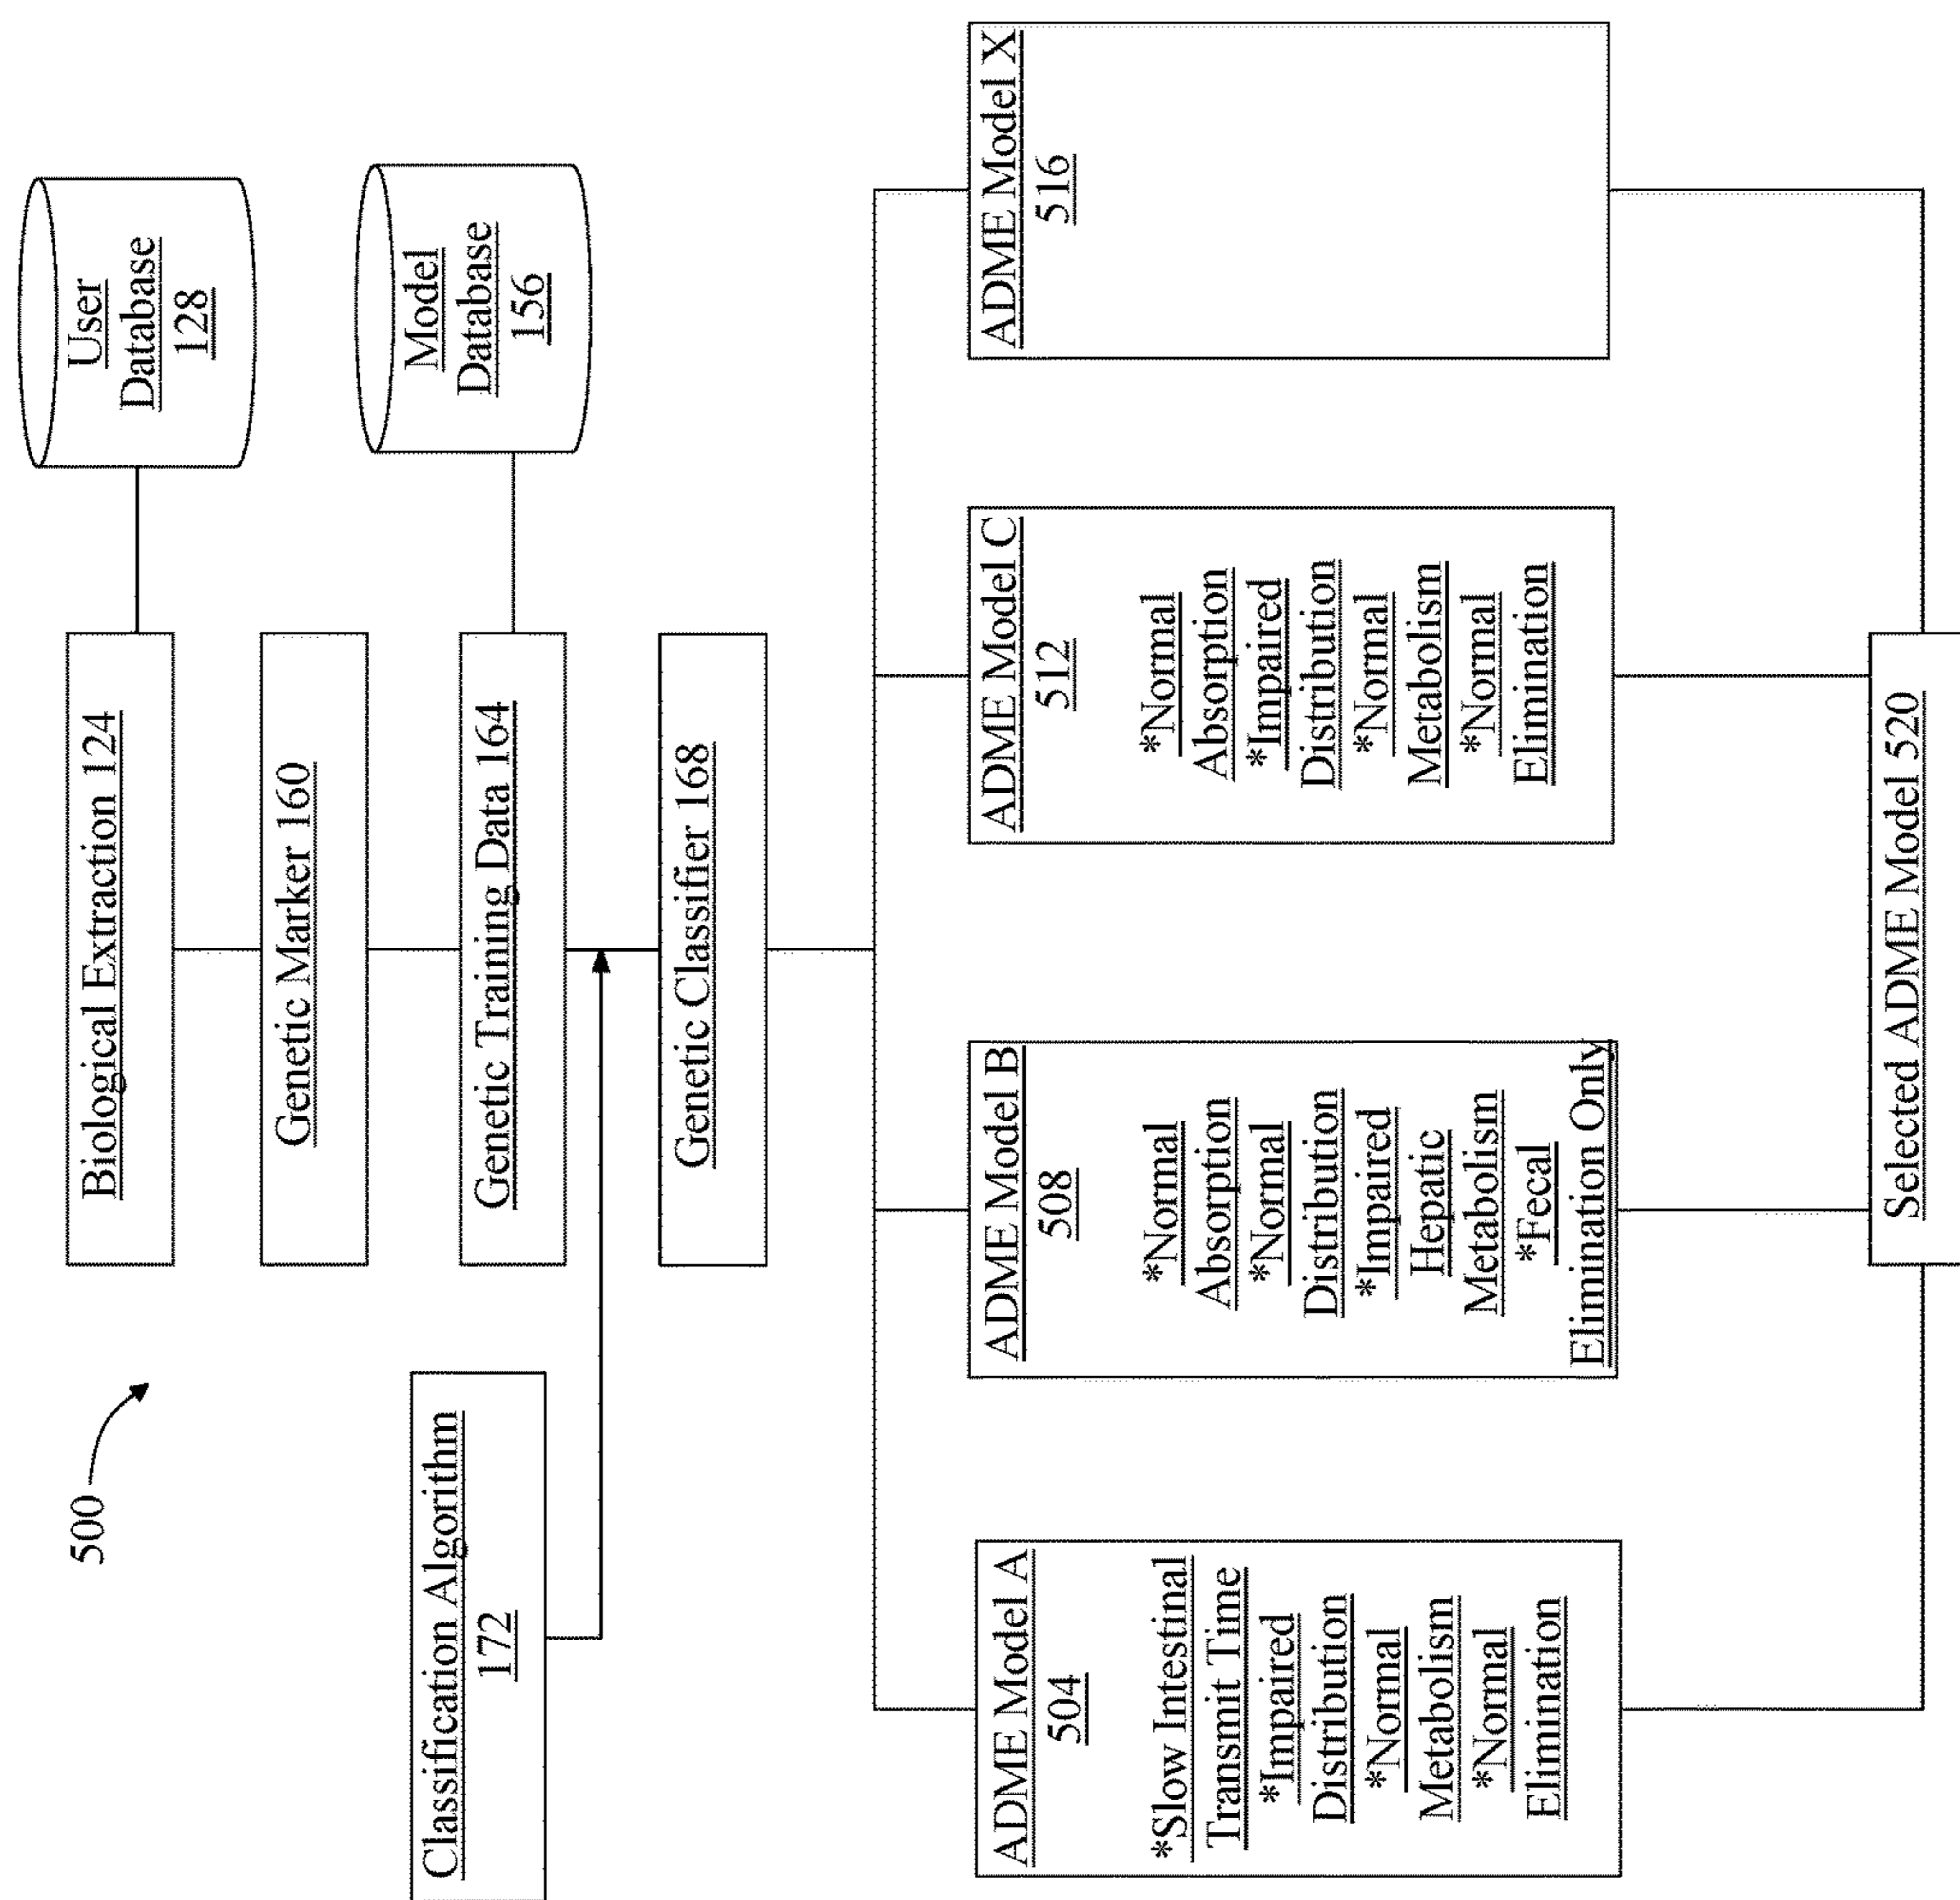 500
Biological Extraction 124
User
Database
128
Genetic Marker 160
Classification Algorithm
172
Genetic Training Data 164
Model
Database
156
Genetic Classifier 168
ADME Model A
504
*Slow Intestinal
Transmit Time
*Impaired
Distribution
*Normal
Metabolism
*Normal
Elimination
ADME Model B
508
*Normal
Absorption
*Normal
Distribution
*Impaired
Hepatic
Metabolism
*Fecal
Elimination Only
ADME Model C
512
*Normal
Absorption
*Impaired
Distribution
*Normal
Metabolism
*Normal
Elimination
ADME Model X
516
Selected ADME Model 520